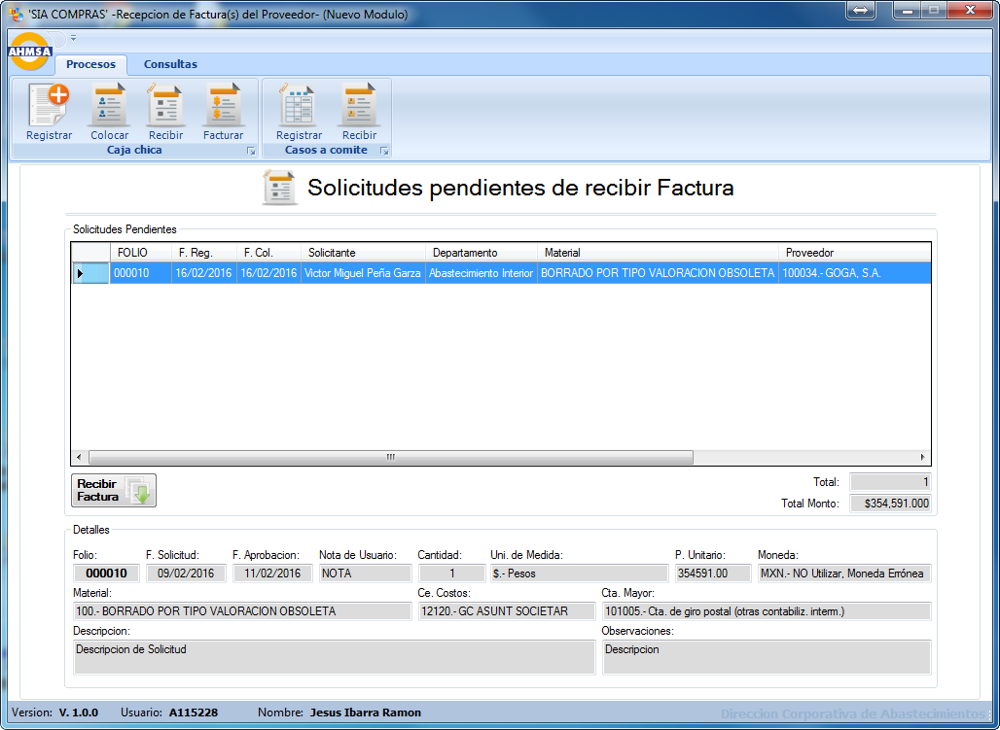 'SIA COMPRAS' -Recepcion de Factura(s) del Proveedor- (Nuevo Modulo)
AHMSA
Procesos Consultas
Registrar Colocar Recibir Facturar Registrar Recibir
Caja chica Casos a comite
Solicitudes pendientes de recibir Factura
Solicitudes Pendientes
FOLIO F. Reg. F. Col. Solicitante Departamento Material Proveedor
000010 16/02/2016 16/02/2016 Victor Miguel Peña Garza Abastecimiento Interior BORRADO POR TIPO VALORACION OBSOLETA 100034.- GOGA, S.A.
Recibir
Factura
Total: 1
Total Monto: $354,591.000
Detalles
Folio: F. Solicitud: F. Aprobacion: Nota de Usuario: Cantidad: Uni. de Medida: P. Unitario: Moneda:
000010 09/02/2016 11/02/2016 NOTA 1 $.- Pesos 354591.00 MXN.- NO Utilizar, Moneda Errónea
Material: Ce. Costos: Cta. Mayor:
100.- BORRADO POR TIPO VALORACION OBSOLETA 12120.- GC ASUNT SOCIETAR 101005.- Cta. de giro postal (otras contabiliz. interm.)
Descripcion: Observaciones:
Descripcion de Solicitud Descripcion
Version: V. 1.0.0 Usuario: A115228 Nombre: Jesus Ibarra Ramon Direccion Corporativa de Abastecimientos